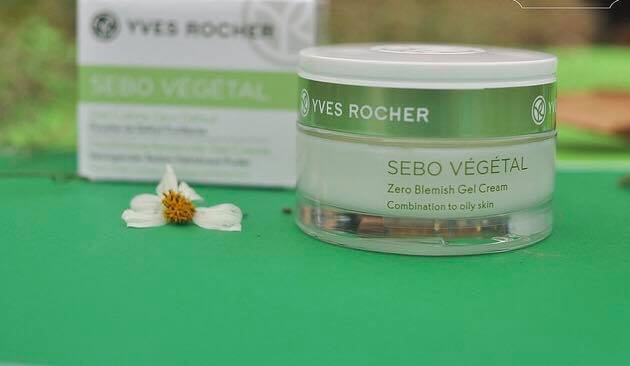 YVES ROCHER
SEBO VÉGÉTAL
YVES ROCHER
SEBO VÉGÉTAL
Zero Blemish Gel Cream
Combination to oily skin